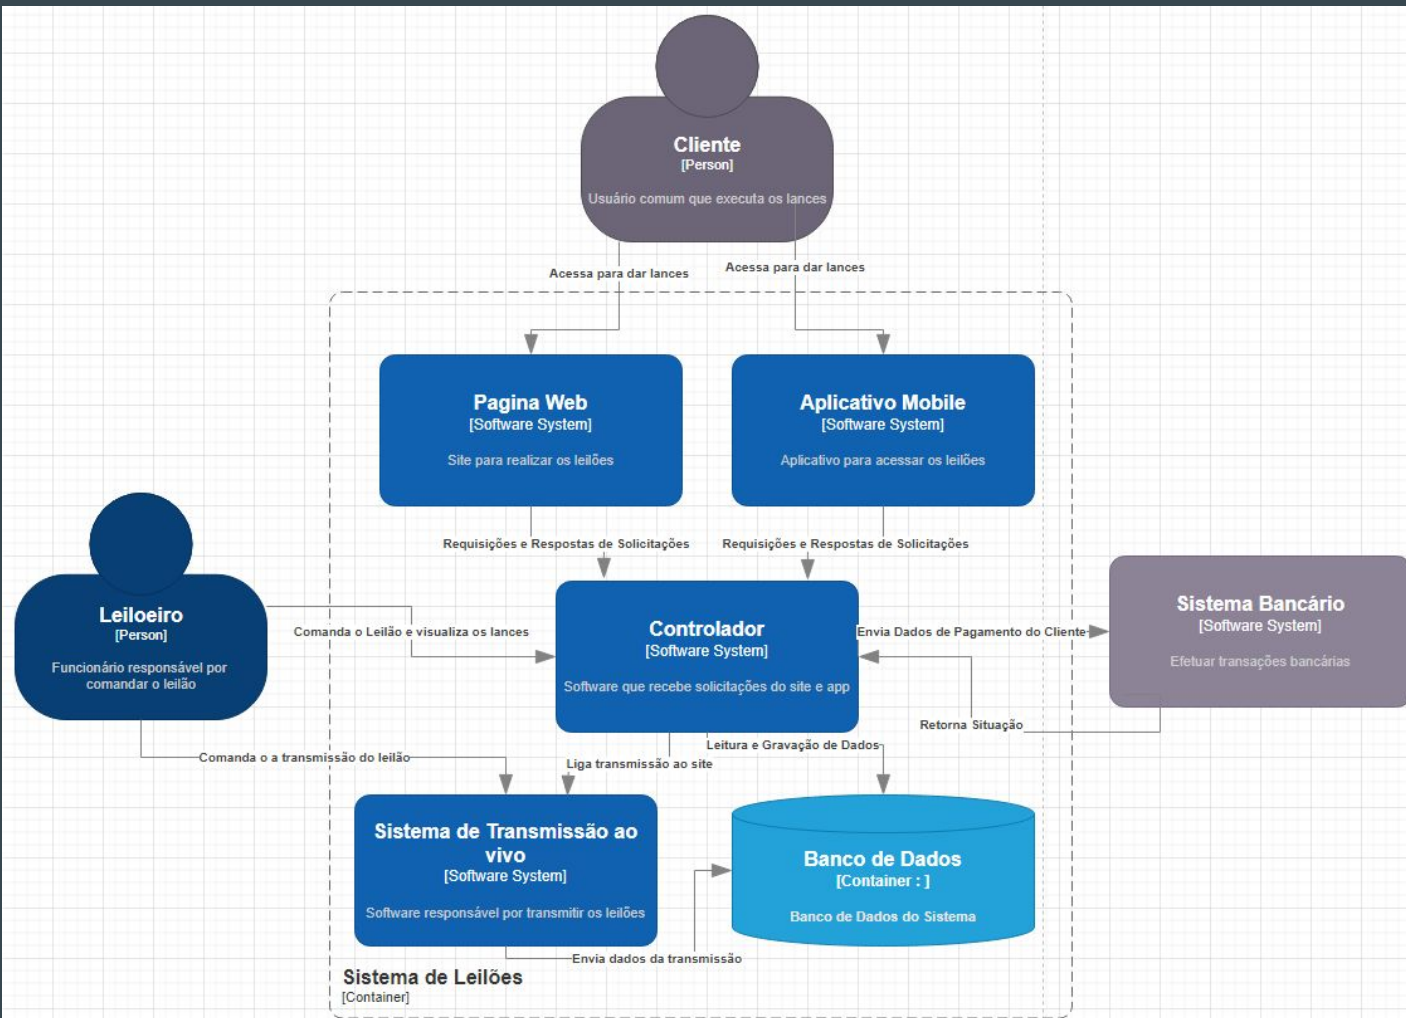 Cliente
[Person]
Usuário comum que executa os lances
Acessa para dar lances
Acessa para dar lances
Pagina Web
[Software System]
Site para realizar os leilões
Aplicativo Mobile
[Software System]
Aplicativo para acessar os leilões
Requisições e Respostas de Solicitações
Requisições e Respostas de Solicitações
Leiloeiro
[Person]
Funcionário responsável por
comandar o leilão
Comanda o Leilão e visualiza os lances
Controlador
[Software System]
Software que recebe solicitações do site e app
Envia Dados de Pagamento do Cliente
Sistema Bancário
[Software System]
Efetuar transações bancárias
Retorna Situação
Comanda o a transmissão do leilão
Liga transmissão ao site
Leitura e Gravação de Dados
Sistema de Transmissão ao
vivo
[Software System]
Software responsável por transmitir os leilões
Banco de Dados
[Container : ]
Banco de Dados do Sistema
Envia dados da transmissão
Sistema de Leilões
[Container]